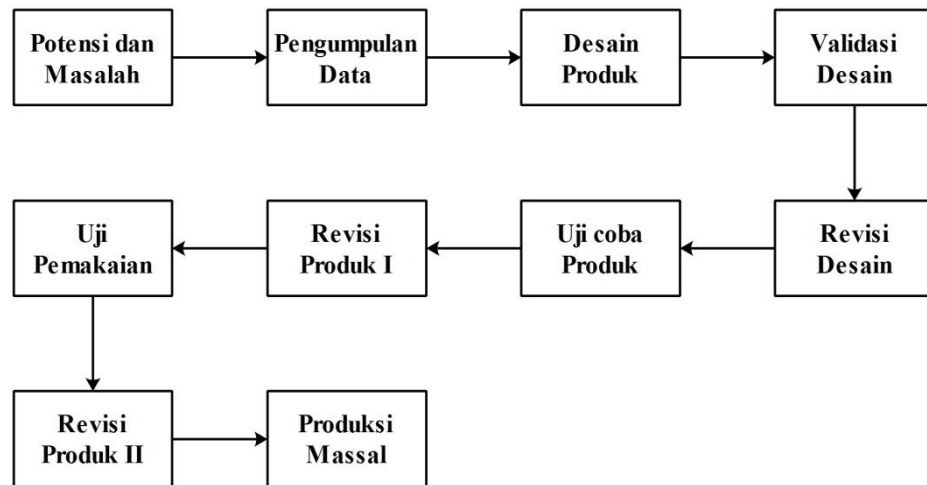 Potensi dan
Masalah
Pengumpulan
Data
Desain
Produk
Validasi
Desain
Revisi
Desain
Uji coba
Produk
Revisi
Produk I
Uji
Pemakaian
Revisi
Produk II
Produksi
Massal